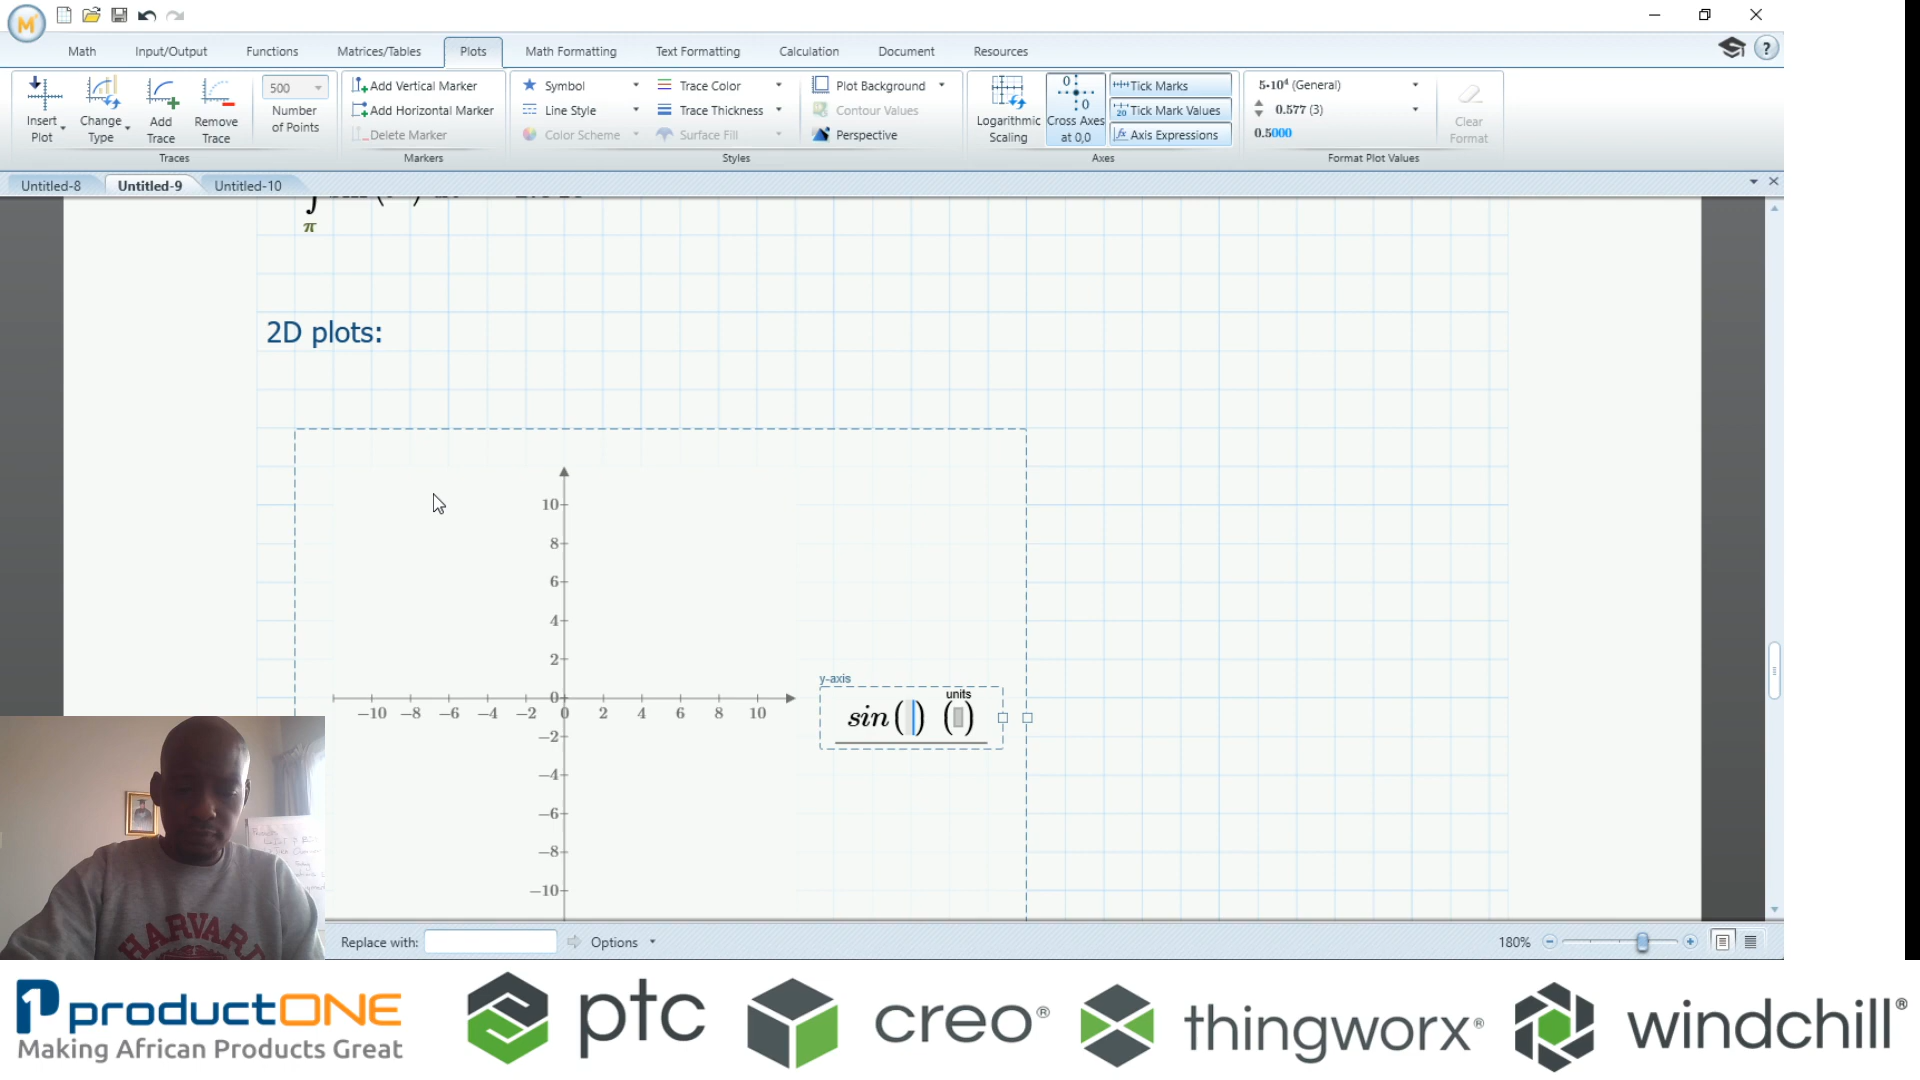 Math Input/Output Functions Matrices/Tables Plots Math Formatting Text Formatting Calculation Document Resources
500
Insert Plot
Change Type
Add Trace
Remove Trace
Number of Points
Traces
Add Vertical Marker
Add Horizontal Marker
Delete Marker
Markers
Symbol
Line Style
Color Scheme
Trace Color
Trace Thickness
Surface Fill
Styles
Plot Background
Contour Values
Perspective
Logarithmic Scaling
Cross Axes at 0,0
Tick Marks
Tick Mark Values
Axis Expressions
Axes
5•10⁴ (General)
0.577 (3)
0.5000
Format Plot Values
Clear Format
Untitled-8 Untitled-9 Untitled-10
π
2D plots:
10
8
6
4
2
0
−10 −8 −6 −4 −2 0 2 4 6 8 10
−2
−4
−6
−8
−10
y-axis
units
sin( ) ( )
HARVARD
Replace with:
Options
180%
productONE
Making African Products Great
ptc
creo®
thingworx®
windchill®